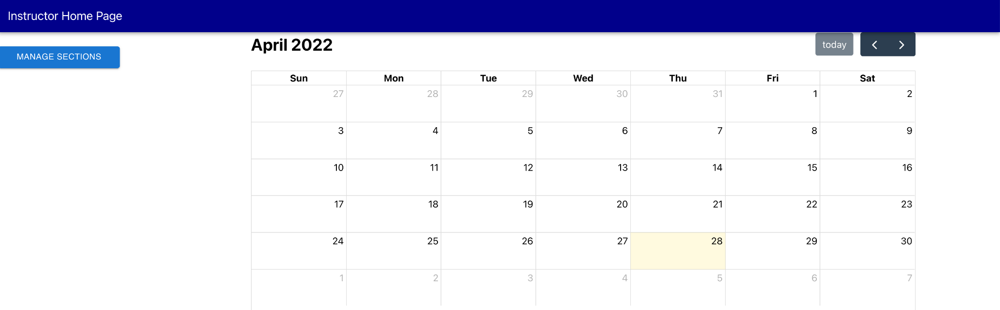 Instructor Home Page
MANAGE SECTIONS
April 2022
today
Sun Mon Tue Wed Thu Fri Sat
27 28 29 30 31 1 2
3 4 5 6 7 8 9
10 11 12 13 14 15 16
17 18 19 20 21 22 23
24 25 26 27 28 29 30
1 2 3 4 5 6 7